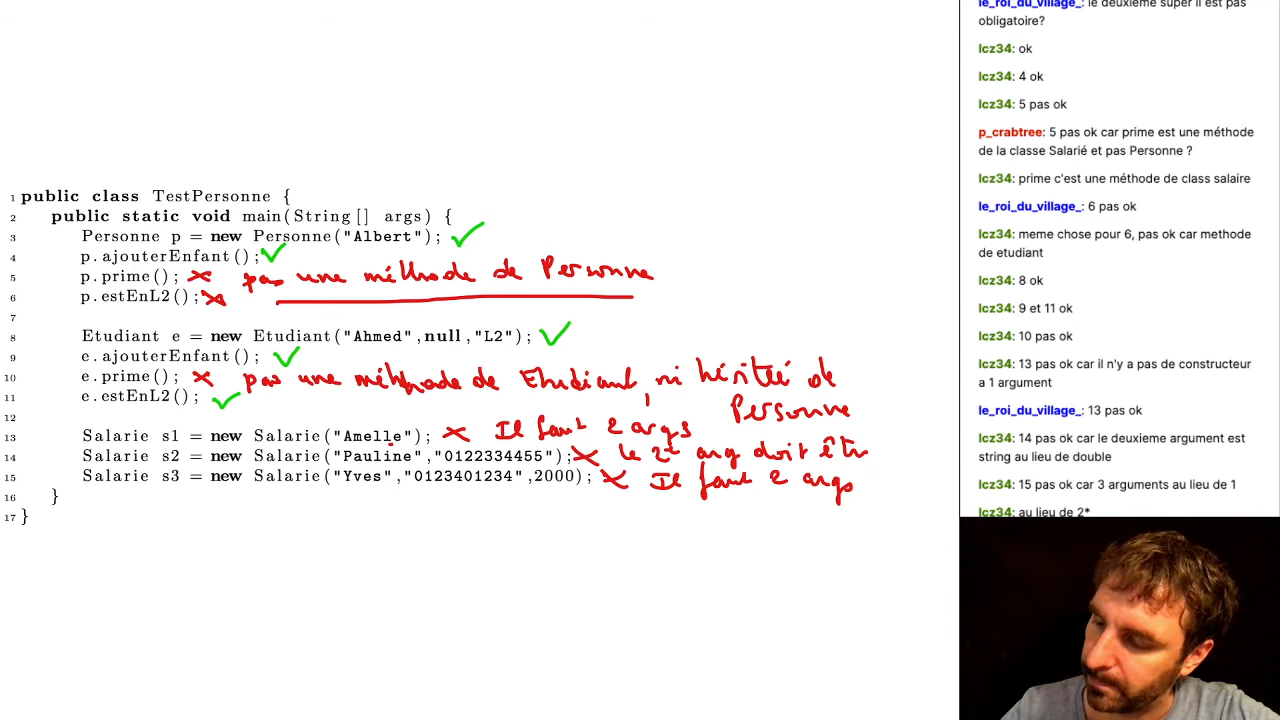 1 public class TestPersonne {
2 public static void main(String[] args) {
3 Personne p = new Personne("Albert");
4 p.ajouterEnfant();
5 p.prime(); pas une méthode de Personne
6 p.estEnL2();
7
8 Etudiant e = new Etudiant("Ahmed",null,"L2");
9 e.ajouterEnfant();
10 e.prime(); pas une méthode de Etudiant, ni héritée de
Personne
11 e.estEnL2();
12
13 Salarie s1 = new Salarie("Amelle"); Il faut 2 args
14 Salarie s2 = new Salarie("Pauline","0122334455"); le 2e arg doit êtr
15 Salarie s3 = new Salarie("Yves","0123401234",2000); Il faut 2 args
16 }
17 }
le_roi_du_village_: le deuxieme super il est pas
obligatoire?
lcz34: ok
lcz34: 4 ok
lcz34: 5 pas ok
p_crabtree: 5 pas ok car prime est une méthode
de la classe Salarié et pas Personne ?
lcz34: prime c'est une méthode de class salaire
le_roi_du_village_: 6 pas ok
lcz34: meme chose pour 6, pas ok car methode
de etudiant
lcz34: 8 ok
lcz34: 9 et 11 ok
lcz34: 10 pas ok
lcz34: 13 pas ok car il n'y a pas de constructeur
a 1 argument
le_roi_du_village_: 13 pas ok
lcz34: 14 pas ok car le deuxieme argument est
string au lieu de double
lcz34: 15 pas ok car 3 arguments au lieu de 1
lcz34: au lieu de 2*